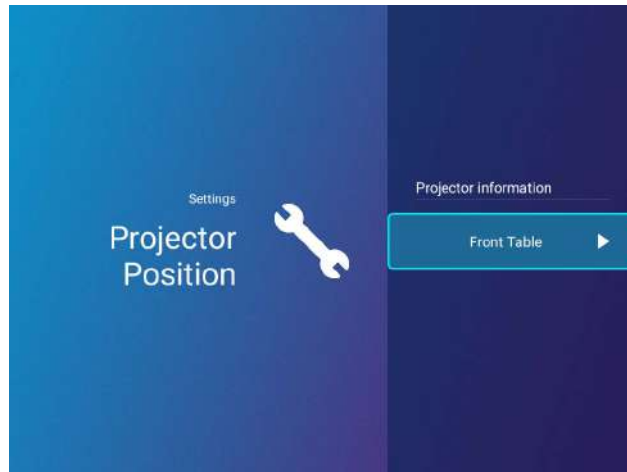 Settings
Projector
Position
Projector information
Front Table